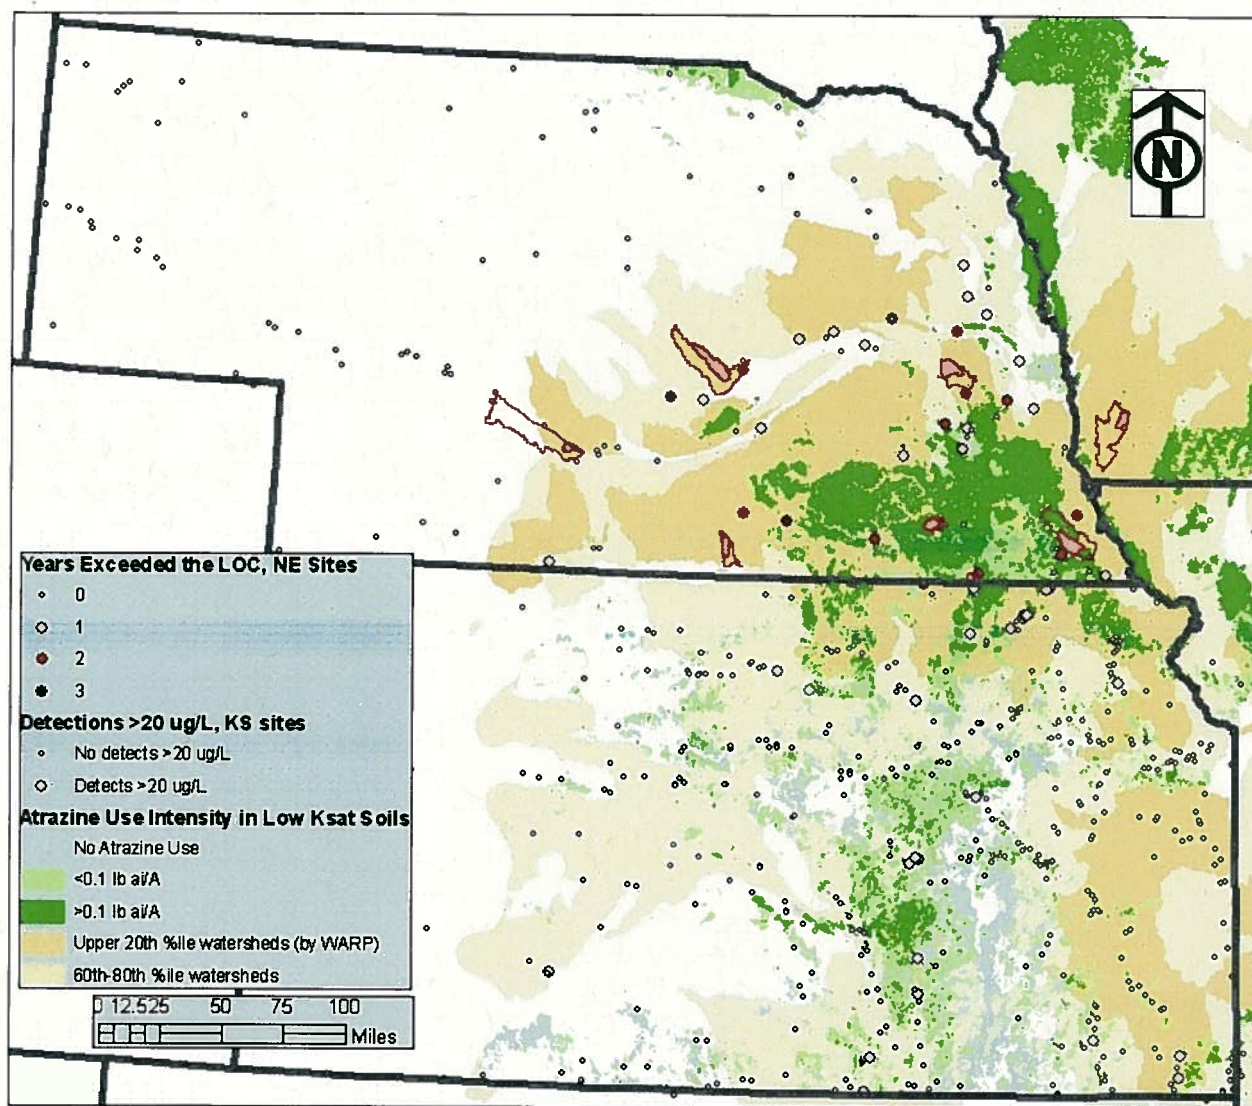 N
Years Exceeded the LOC, NE Sites
0
1
2
3
Detections >20 ug/L, KS sites
No detects >20 ug/L
Detects >20 ug/L
Atrazine Use Intensity in Low Ksat Soils
No Atrazine Use
<0.1 lb ai/A
>0.1 lb ai/A
Upper 20th %ile watersheds (by WARP)
60th-80th %ile watersheds
0 12.525 50 75 100
Miles